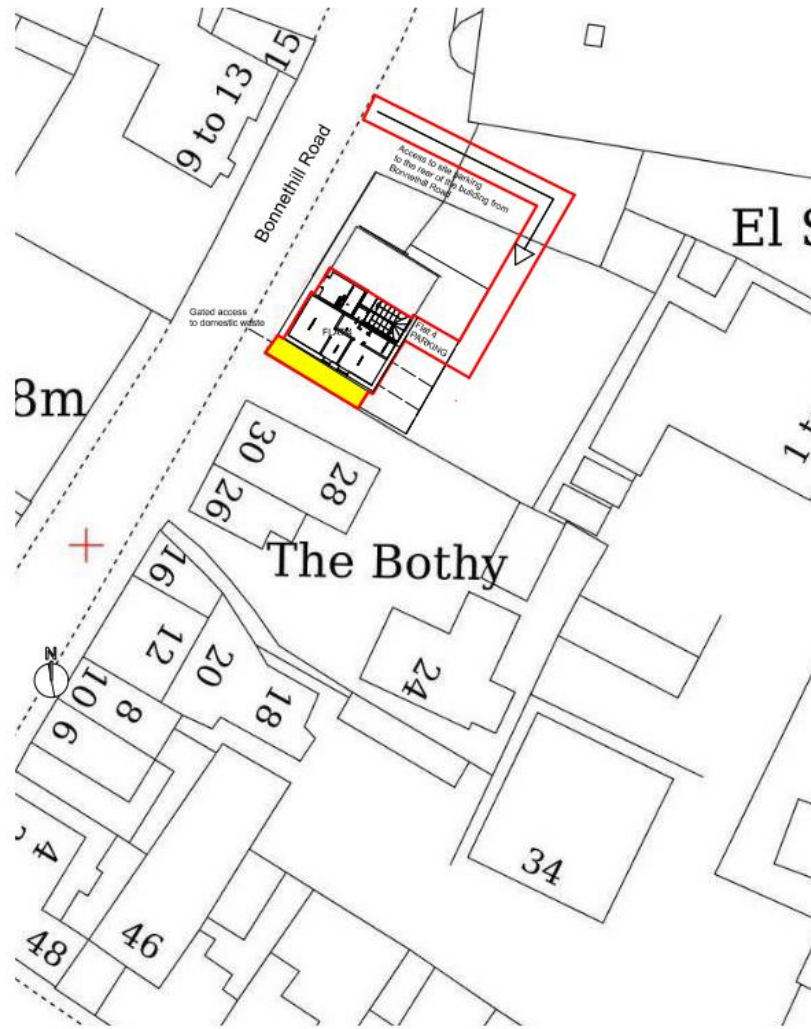 15
9 to 13
Bonnethill Road
Access to site parking
to the rear of the building from
Bonnethill Road
El S
Gated access
to domestic waste
Flat 4
PARKING
8m
30
28
26
The Bothy
16
12
20
24
N
10
8
18
6
34
4
46
48